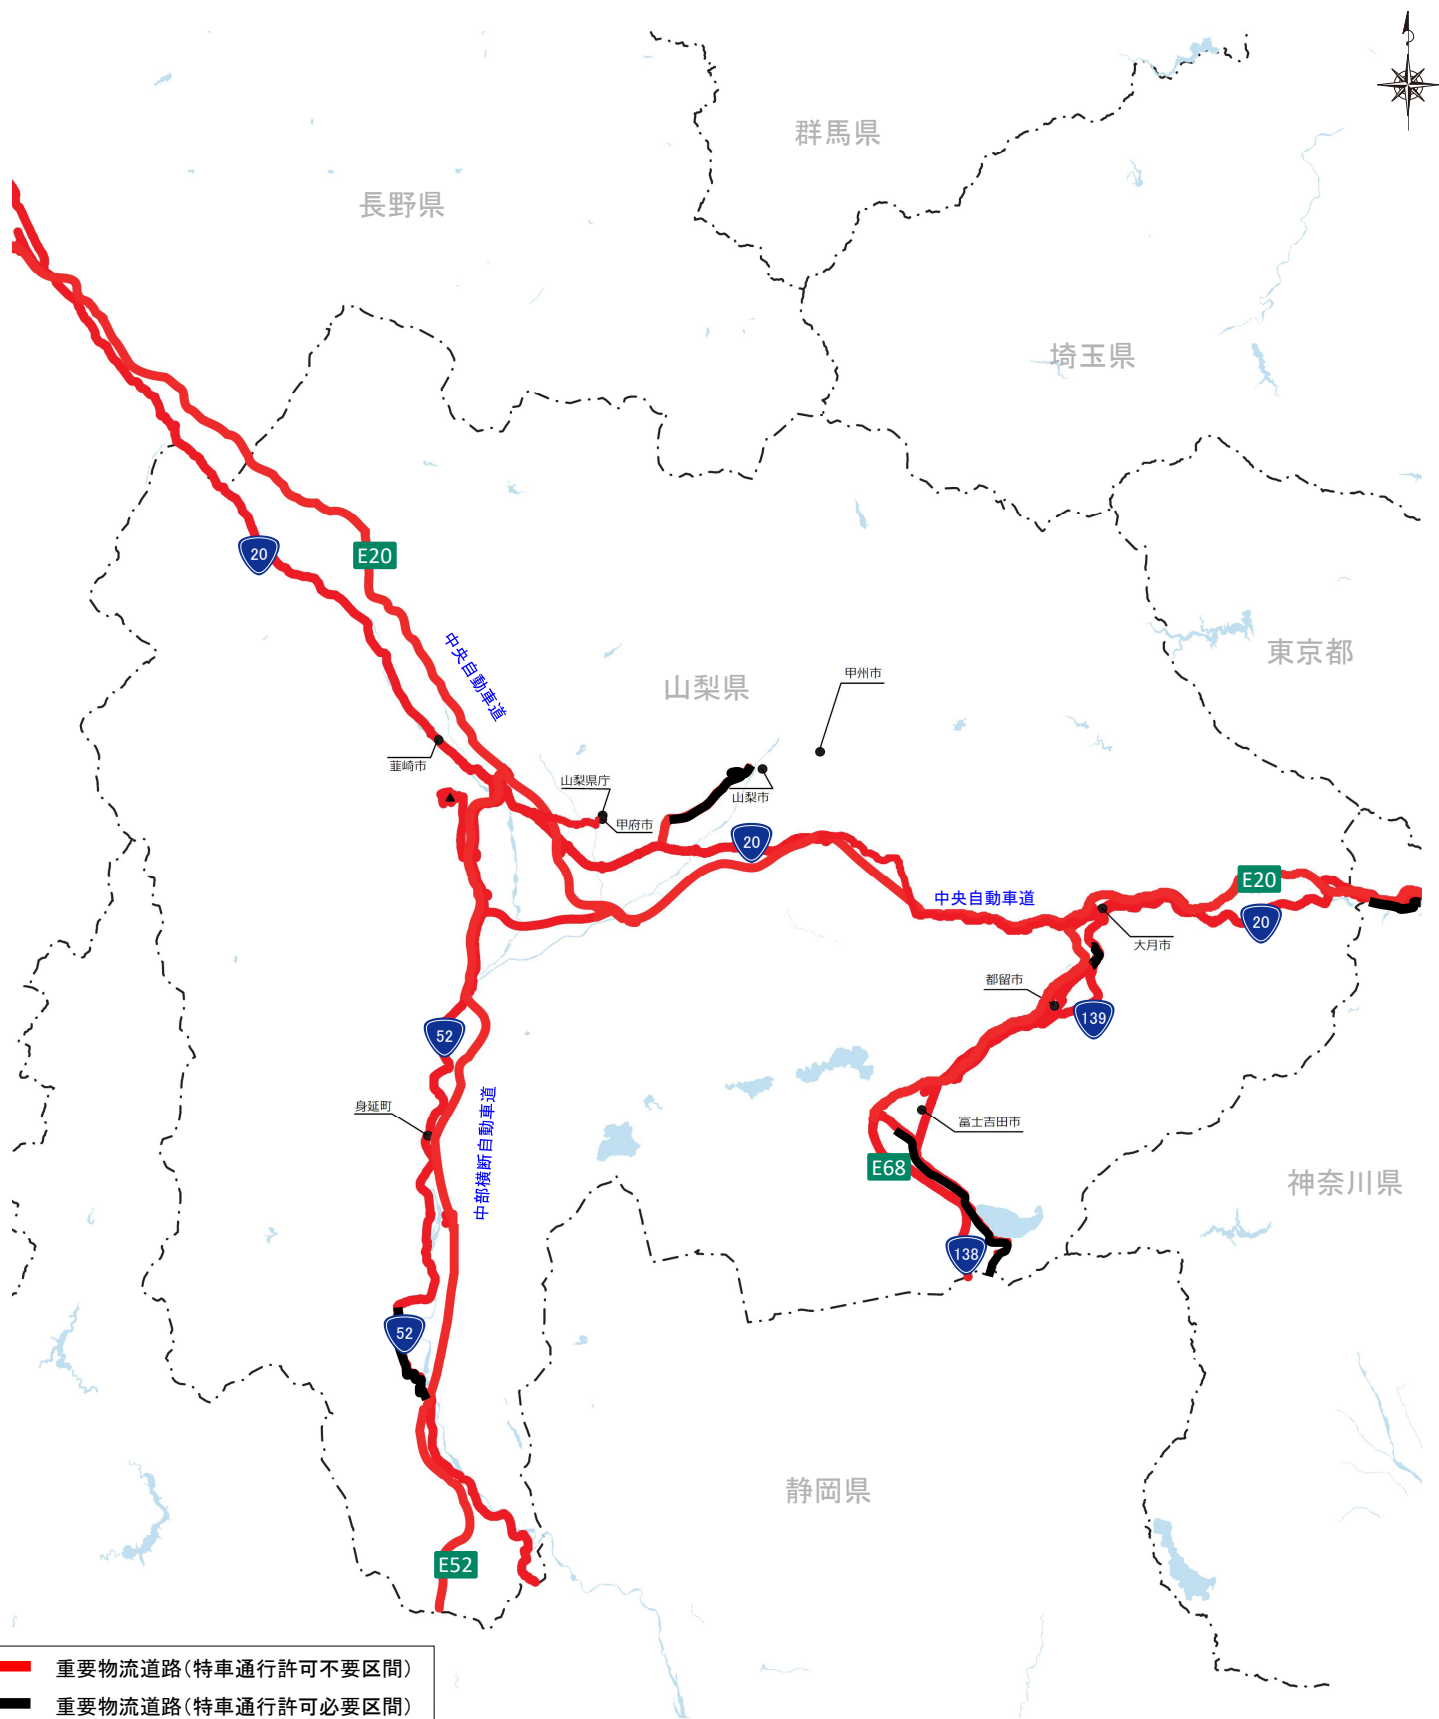 群馬県
長野県
埼玉県
20
E20
中央自動車道
東京都
山梨県
甲州市
韮崎市
山梨県庁
山梨市
甲府市
20
E20
中央自動車道
20
大月市
都留市
139
52
身延町
中部横断自動車道
富士吉田市
E68
神奈川県
138
52
静岡県
E52
重要物流道路(特車通行許可不要区間)
重要物流道路(特車通行許可必要区間)